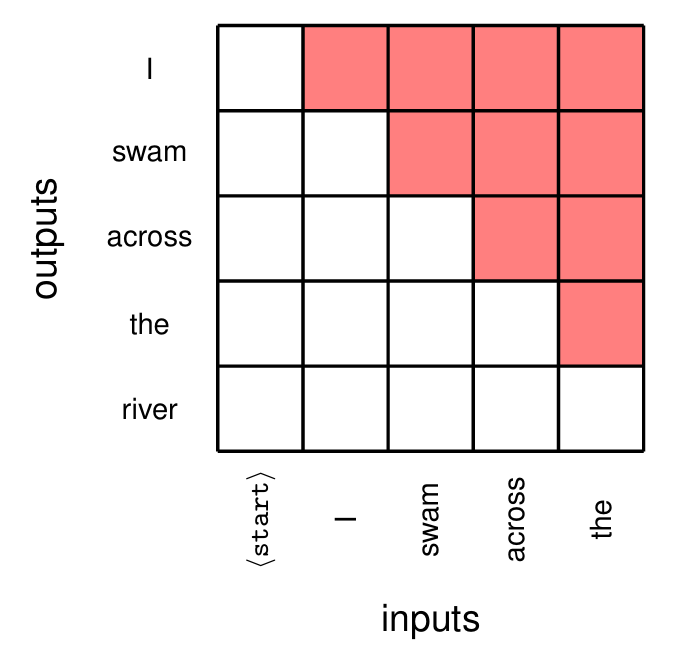 outputs
I
swam
across
the
river
⟨start⟩
I
swam
across
the
inputs